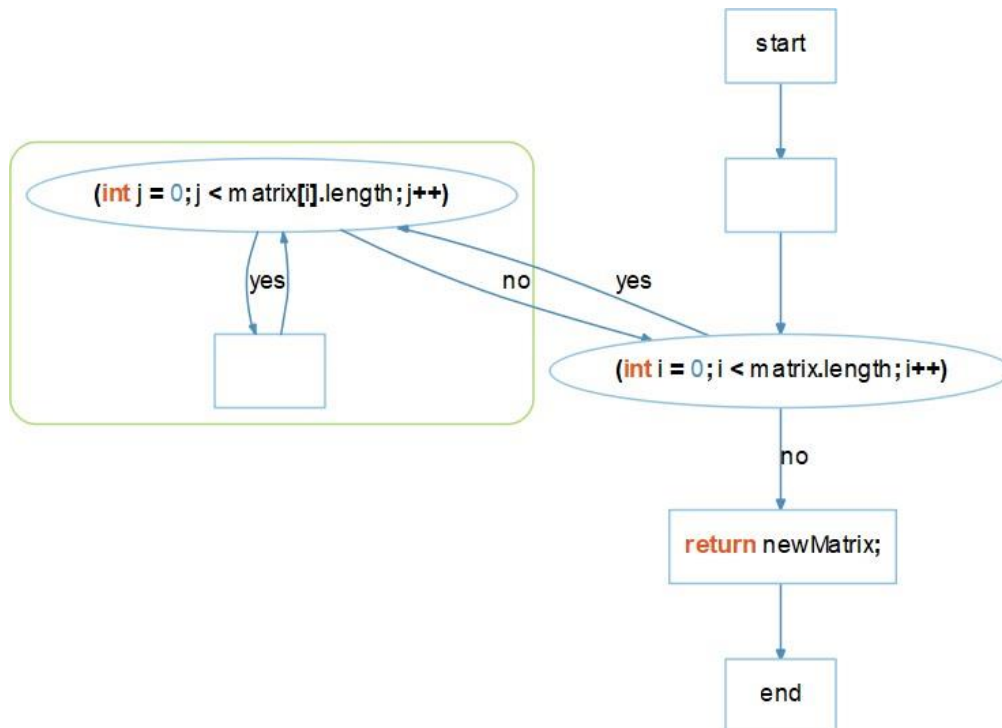 start
(int j = 0; j < matrix[i].length; j++)
yes
no
yes
(int i = 0; i < matrix.length; i++)
no
return newMatrix;
end